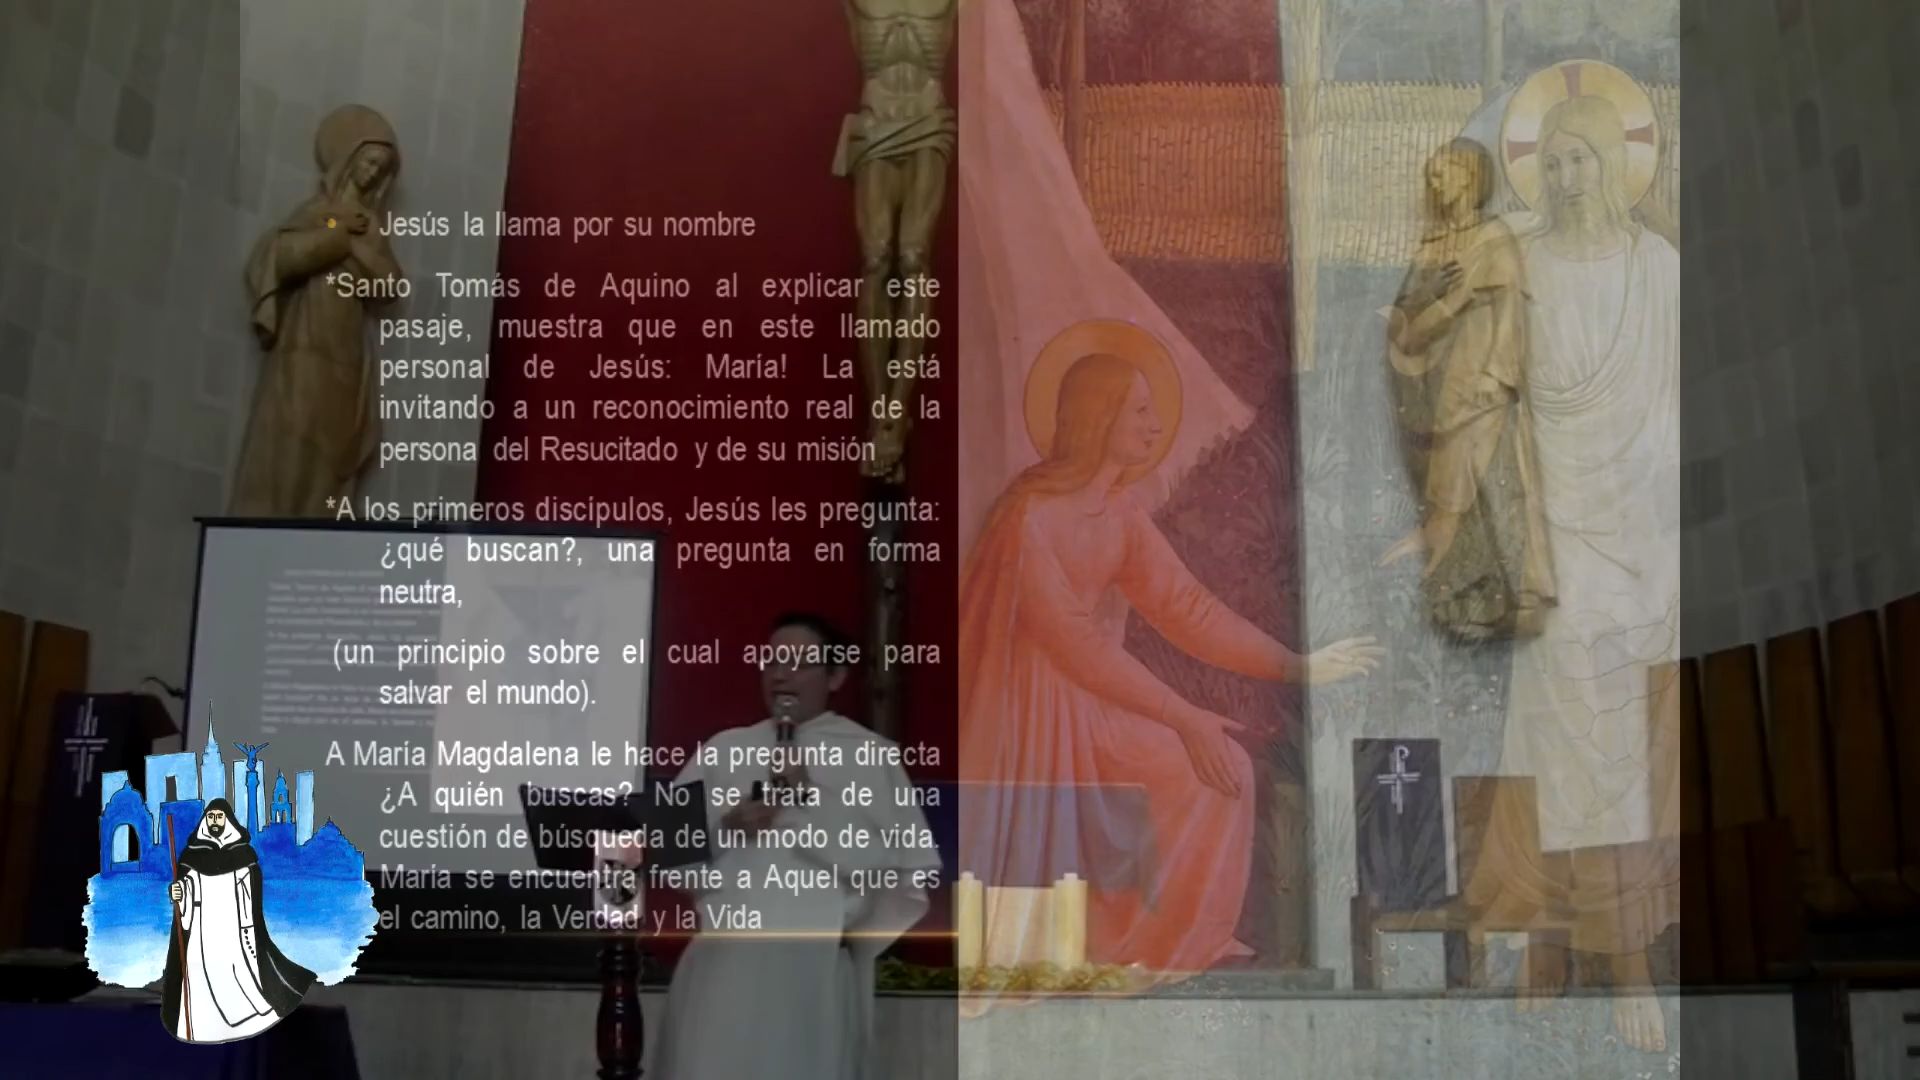 Jesús la llama por su nombre
*Santo Tomás de Aquino al explicar este
pasaje, muestra que en este llamado
personal de Jesús: María! La está
invitando a un reconocimiento real de la
persona del Resucitado y de su misión
*A los primeros discípulos, Jesús les pregunta:
¿qué buscan?, una pregunta en forma
neutra,
(un principio sobre el cual apoyarse para
salvar el mundo).
A María Magdalena le hace la pregunta directa
¿A quién buscas? No se trata de una
cuestión de búsqueda de un modo de vida.
María se encuentra frente a Aquel que es
el camino, la Verdad y la Vida